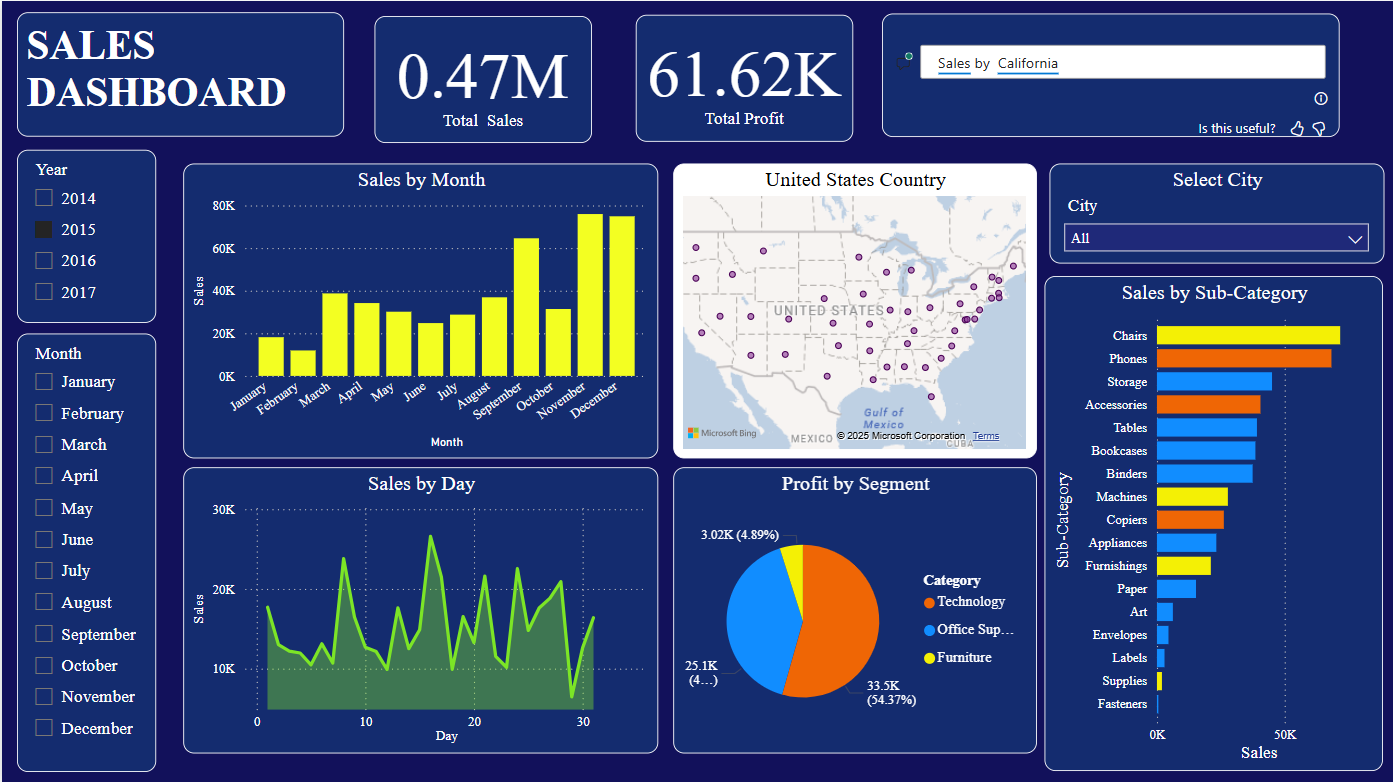 SALES
DASHBOARD
0.47M
Total Sales
61.62K
Total Profit
Sales by California
Is this useful?
Year
2014
2015
2016
2017
Month
January
February
March
April
May
June
July
August
September
October
November
December
Sales by Month
Sales
80K
60K
40K
20K
0K
January
February
March
April
May
June
July
August
September
October
November
December
Month
United States Country
UNITED STATES
Gulf of
Mexico
MEXICO
CUBA
Microsoft Bing
© 2025 Microsoft Corporation Terms
Select City
City
All
Sales by Day
Sales
30K
20K
10K
0
10
20
30
Day
Profit by Segment
3.02K (4.89%)
25.1K
(4…)
33.5K
(54.37%)
Category
Technology
Office Sup…
Furniture
Sales by Sub-Category
Sub-Category
Chairs
Phones
Storage
Accessories
Tables
Bookcases
Binders
Machines
Copiers
Appliances
Furnishings
Paper
Art
Envelopes
Labels
Supplies
Fasteners
0K
50K
Sales